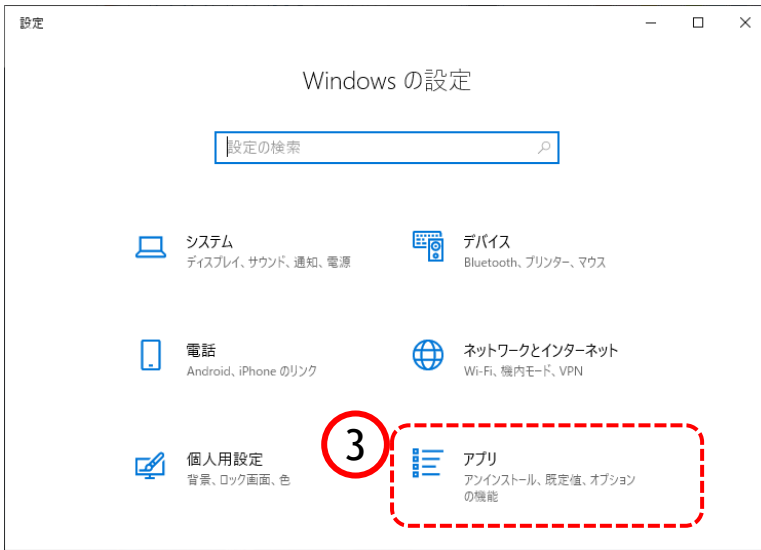 設定
Windows の設定
設定の検索
システム
ディスプレイ、サウンド、通知、電源
デバイス
Bluetooth、プリンター、マウス
電話
Android、iPhone のリンク
ネットワークとインターネット
Wi-Fi、機内モード、VPN
3
個人用設定
背景、ロック画面、色
アプリ
アンインストール、既定値、オプション
の機能